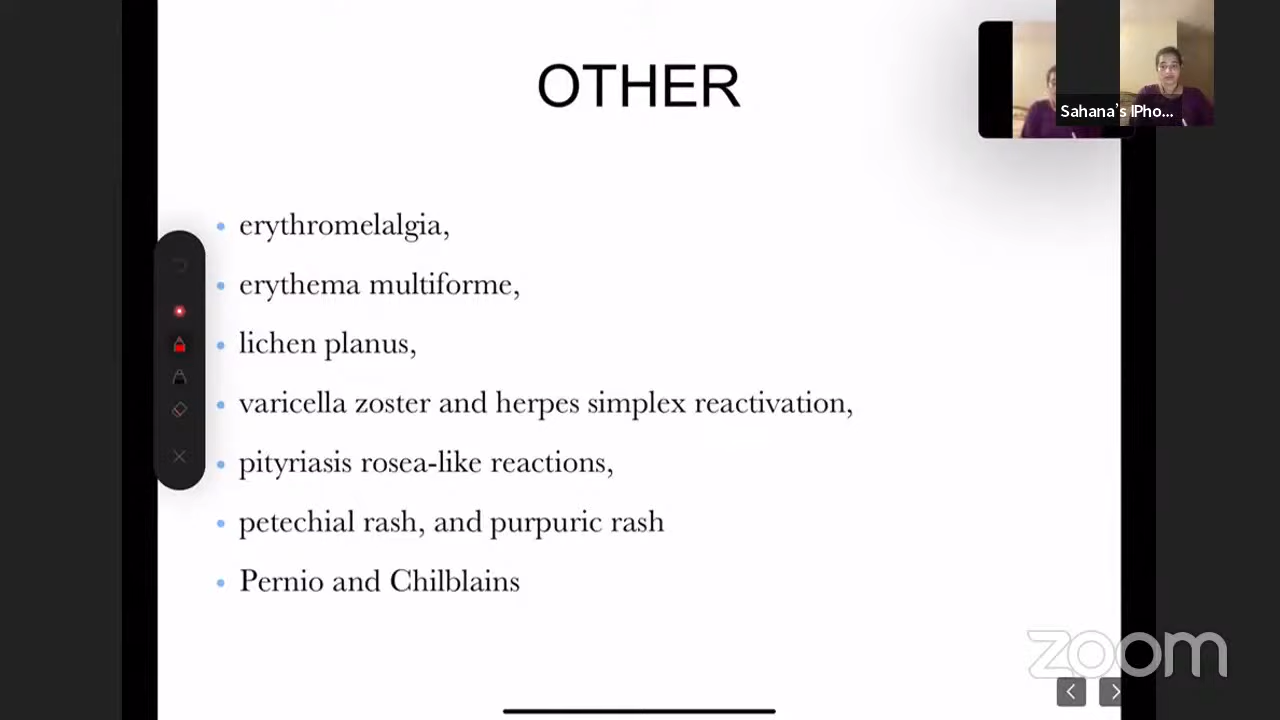 OTHER
Sahana's IPho...
erythromelalgia,
erythema multiforme,
lichen planus,
varicella zoster and herpes simplex reactivation,
pityriasis rosea-like reactions,
petechial rash, and purpuric rash
Pernio and Chilblains
zoom